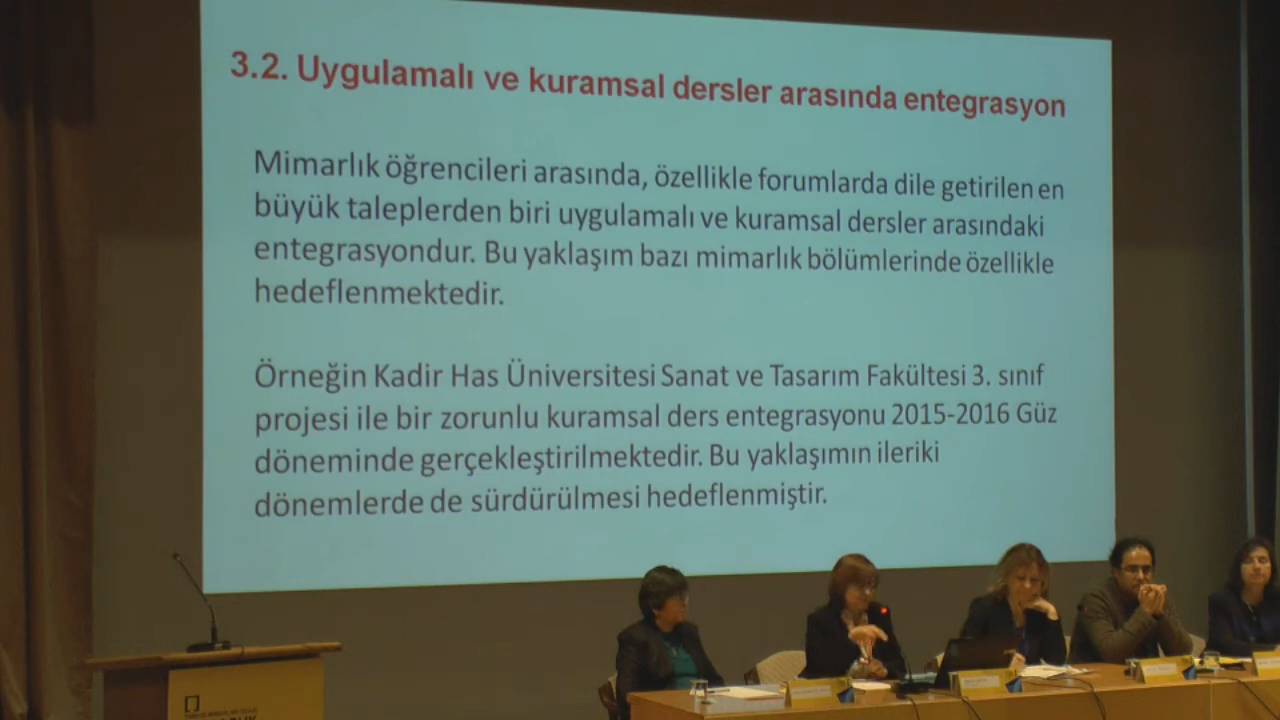 3.2. Uygulamalı ve kuramsal dersler arasında entegrasyon
Mimarlık öğrencileri arasında, özellikle forumlarda dile getirilen en
büyük taleplerden biri uygulamalı ve kuramsal dersler arasındaki
entegrasyondur. Bu yaklaşım bazı mimarlık bölümlerinde özellikle
hedeflenmektedir.
Örneğin Kadir Has Üniversitesi Sanat ve Tasarım Fakültesi 3. sınıf
projesi ile bir zorunlu kuramsal ders entegrasyonu 2015-2016 Güz
döneminde gerçekleştirilmektedir. Bu yaklaşımın ileriki
dönemlerde de sürdürülmesi hedeflenmiştir.